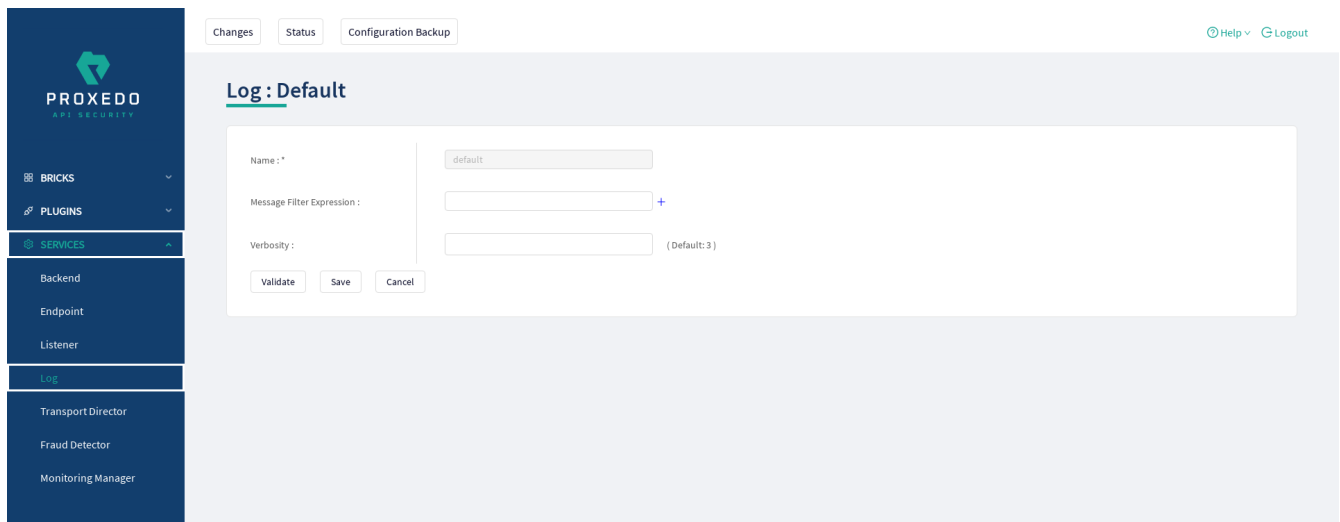 Changes
Status
Configuration Backup
Help
Logout
PROXEDO
API SECURITY
BRICKS
PLUGINS
SERVICES
Backend
Endpoint
Listener
Log
Transport Director
Fraud Detector
Monitoring Manager
Log : Default
Name : *
default
Message Filter Expression :
+
Verbosity :
( Default: 3 )
Validate
Save
Cancel